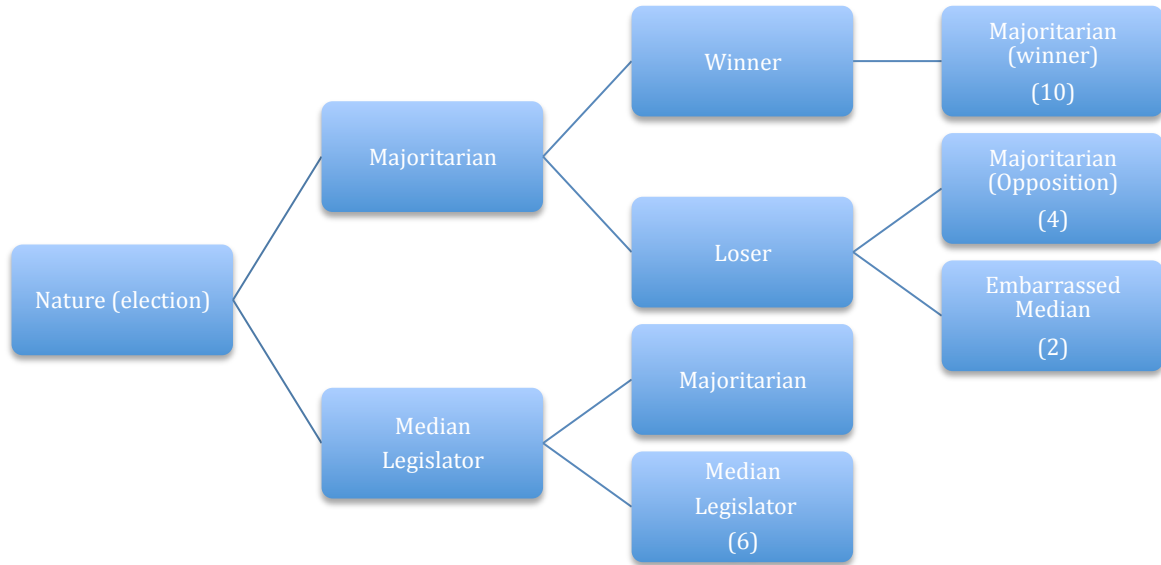 Nature (election)
Majoritarian
Median
Legislator
Winner
Loser
Majoritarian
Median
Legislator
(6)
Majoritarian
(winner)
(10)
Majoritarian
(Opposition)
(4)
Embarrassed
Median
(2)